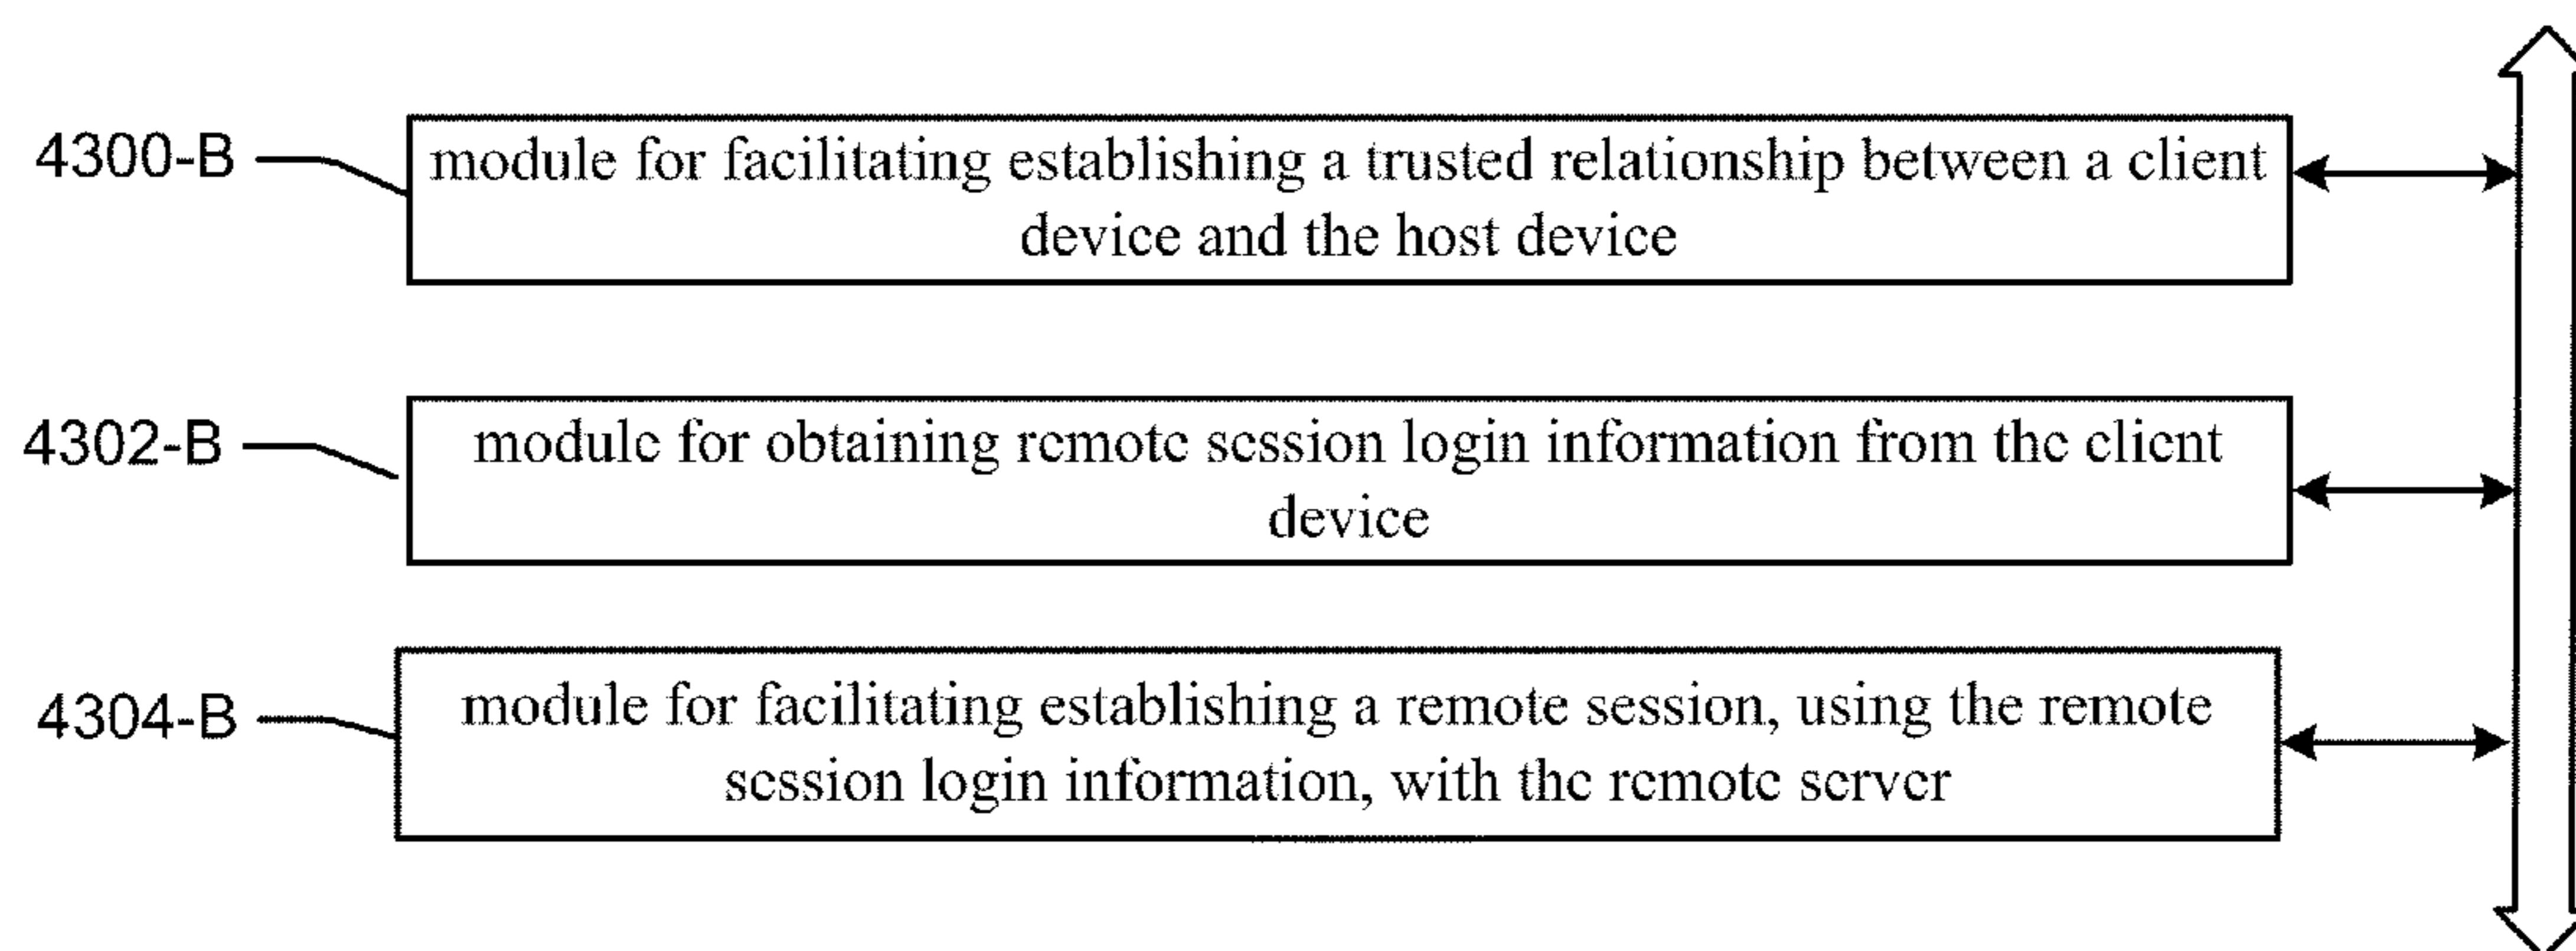 4300-B
module for facilitating establishing a trusted relationship between a client
device and the host device
4302-B
module for obtaining remote session login information from the client
device
4304-B
module for facilitating establishing a remote session, using the remote
session login information, with the remote server